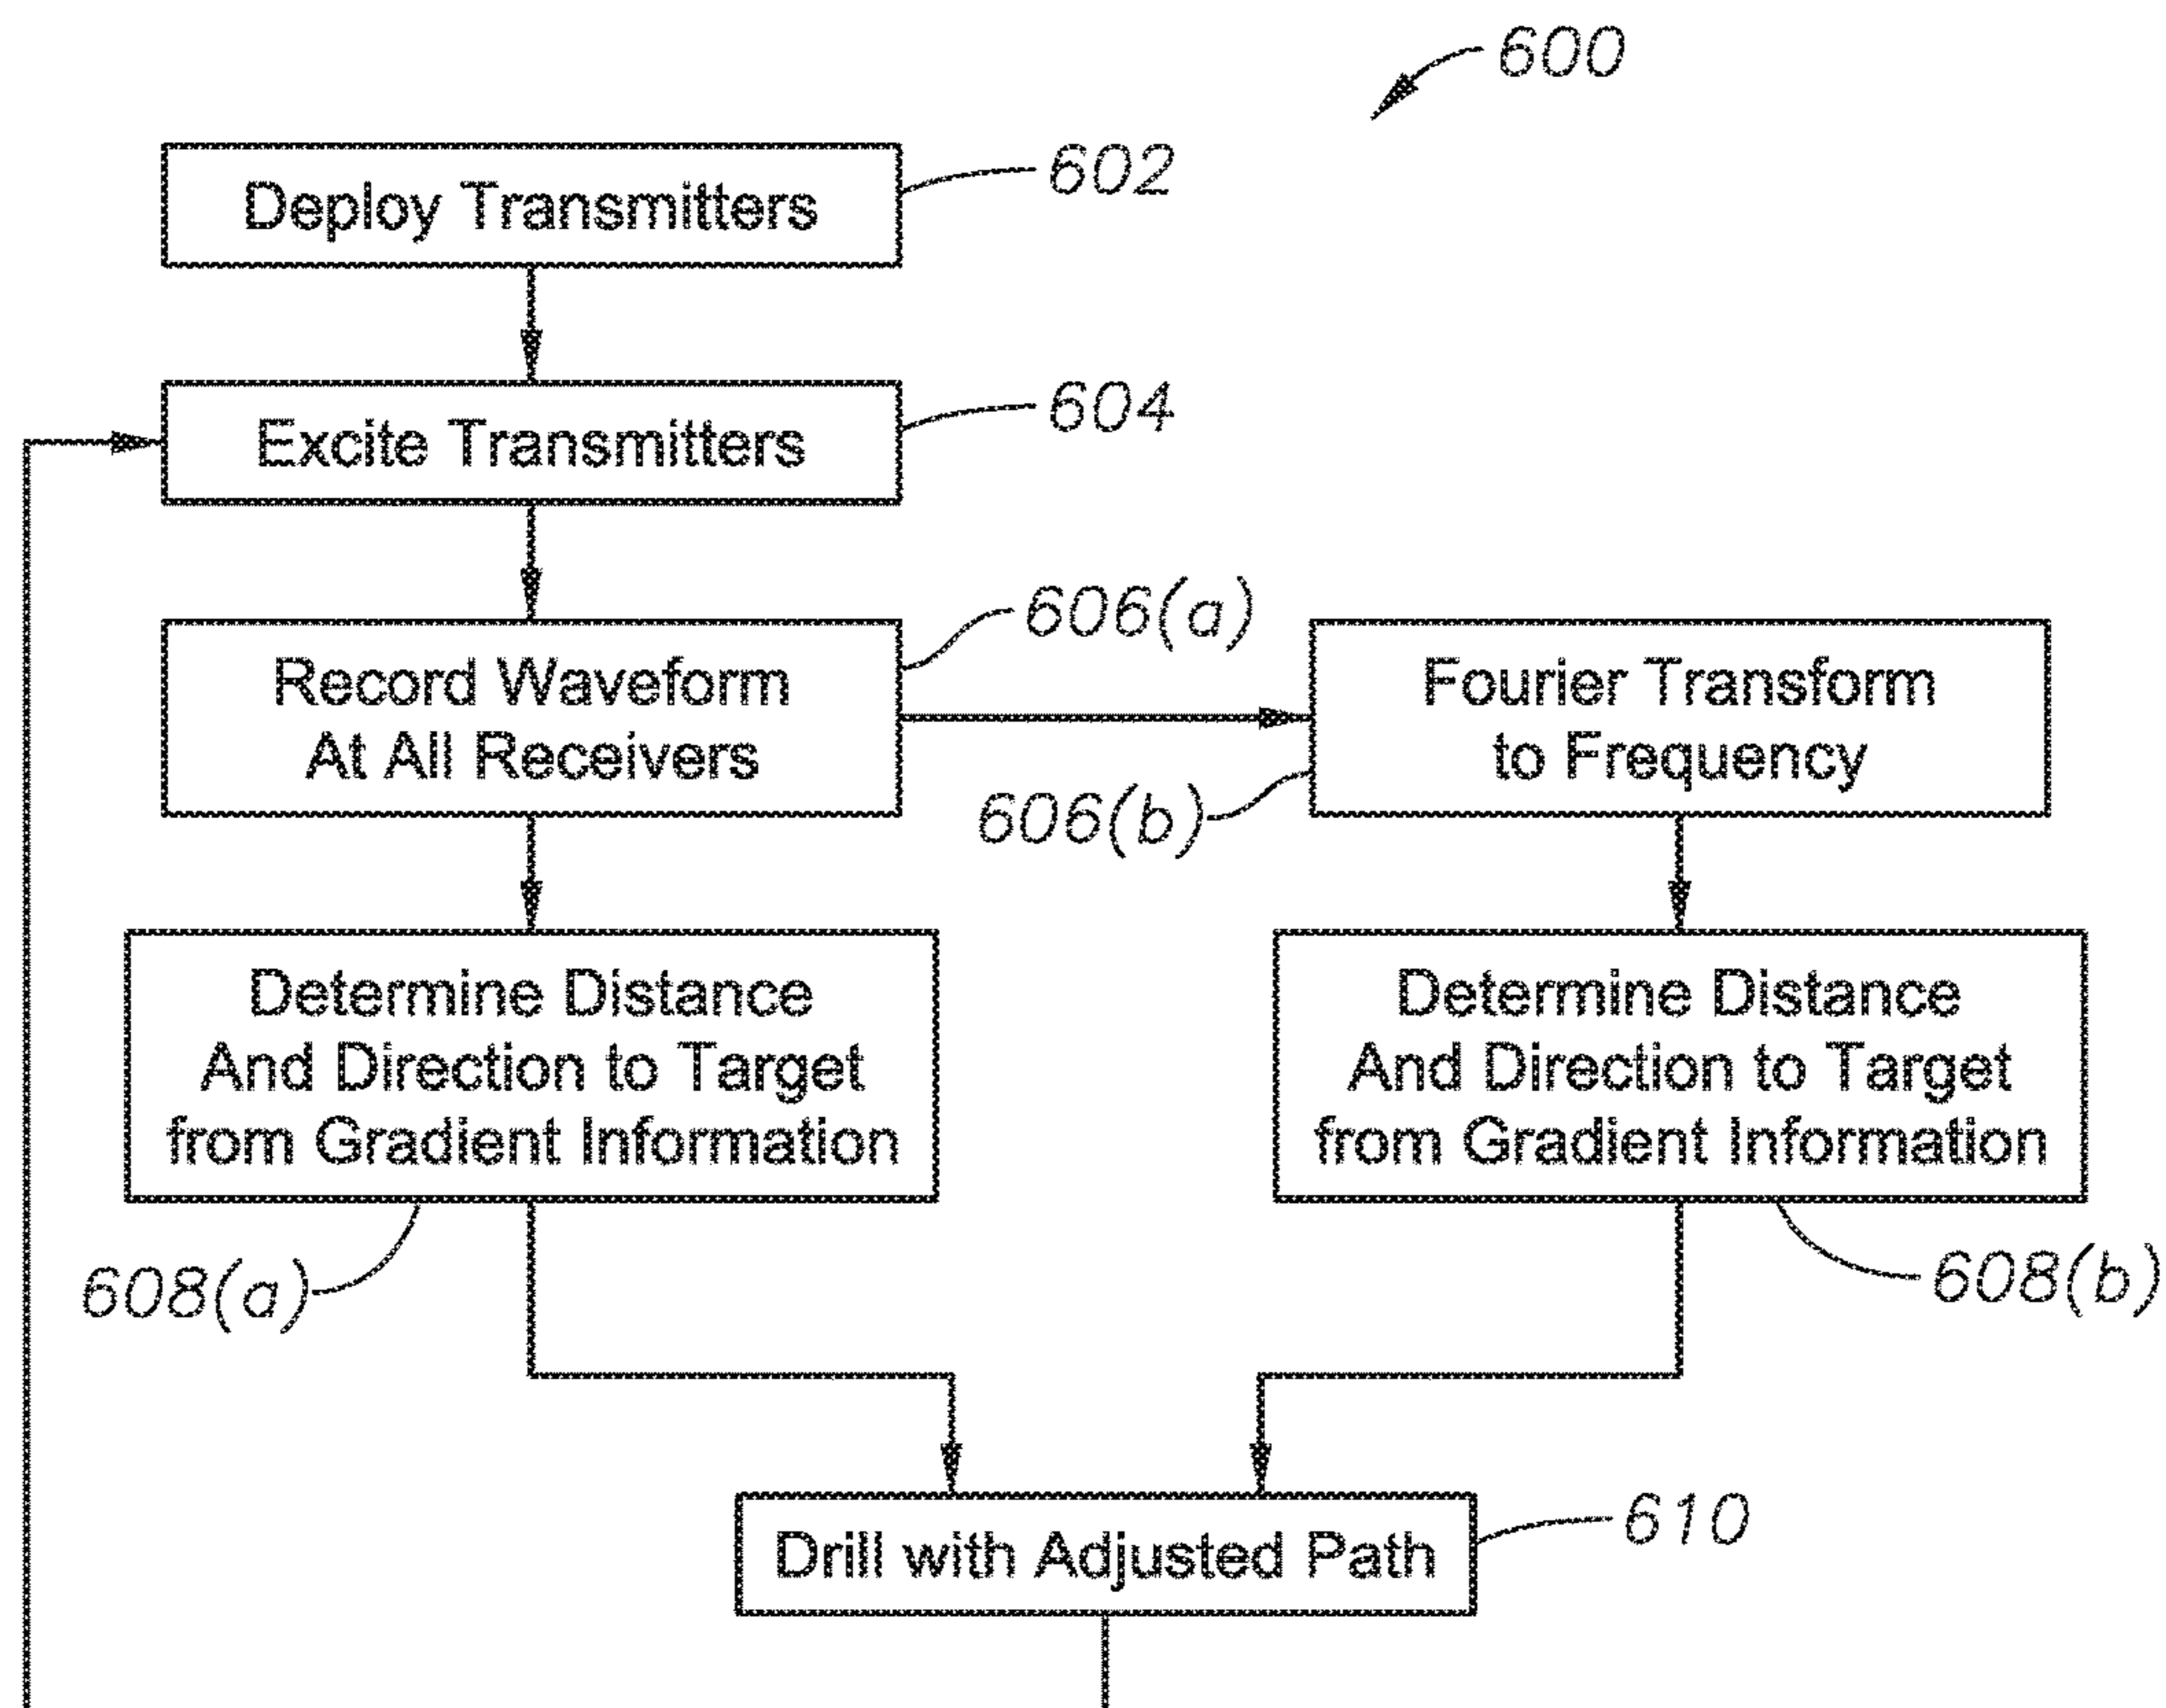 600
Deploy Transmitters
602
Excite Transmitters
604
Record Waveform
At All Receivers
606(a)
Fourier Transform
to Frequency
606(b)
Determine Distance
And Direction to Target
from Gradient Information
608(a)
Determine Distance
And Direction to Target
from Gradient Information
608(b)
Drill with Adjusted Path
610